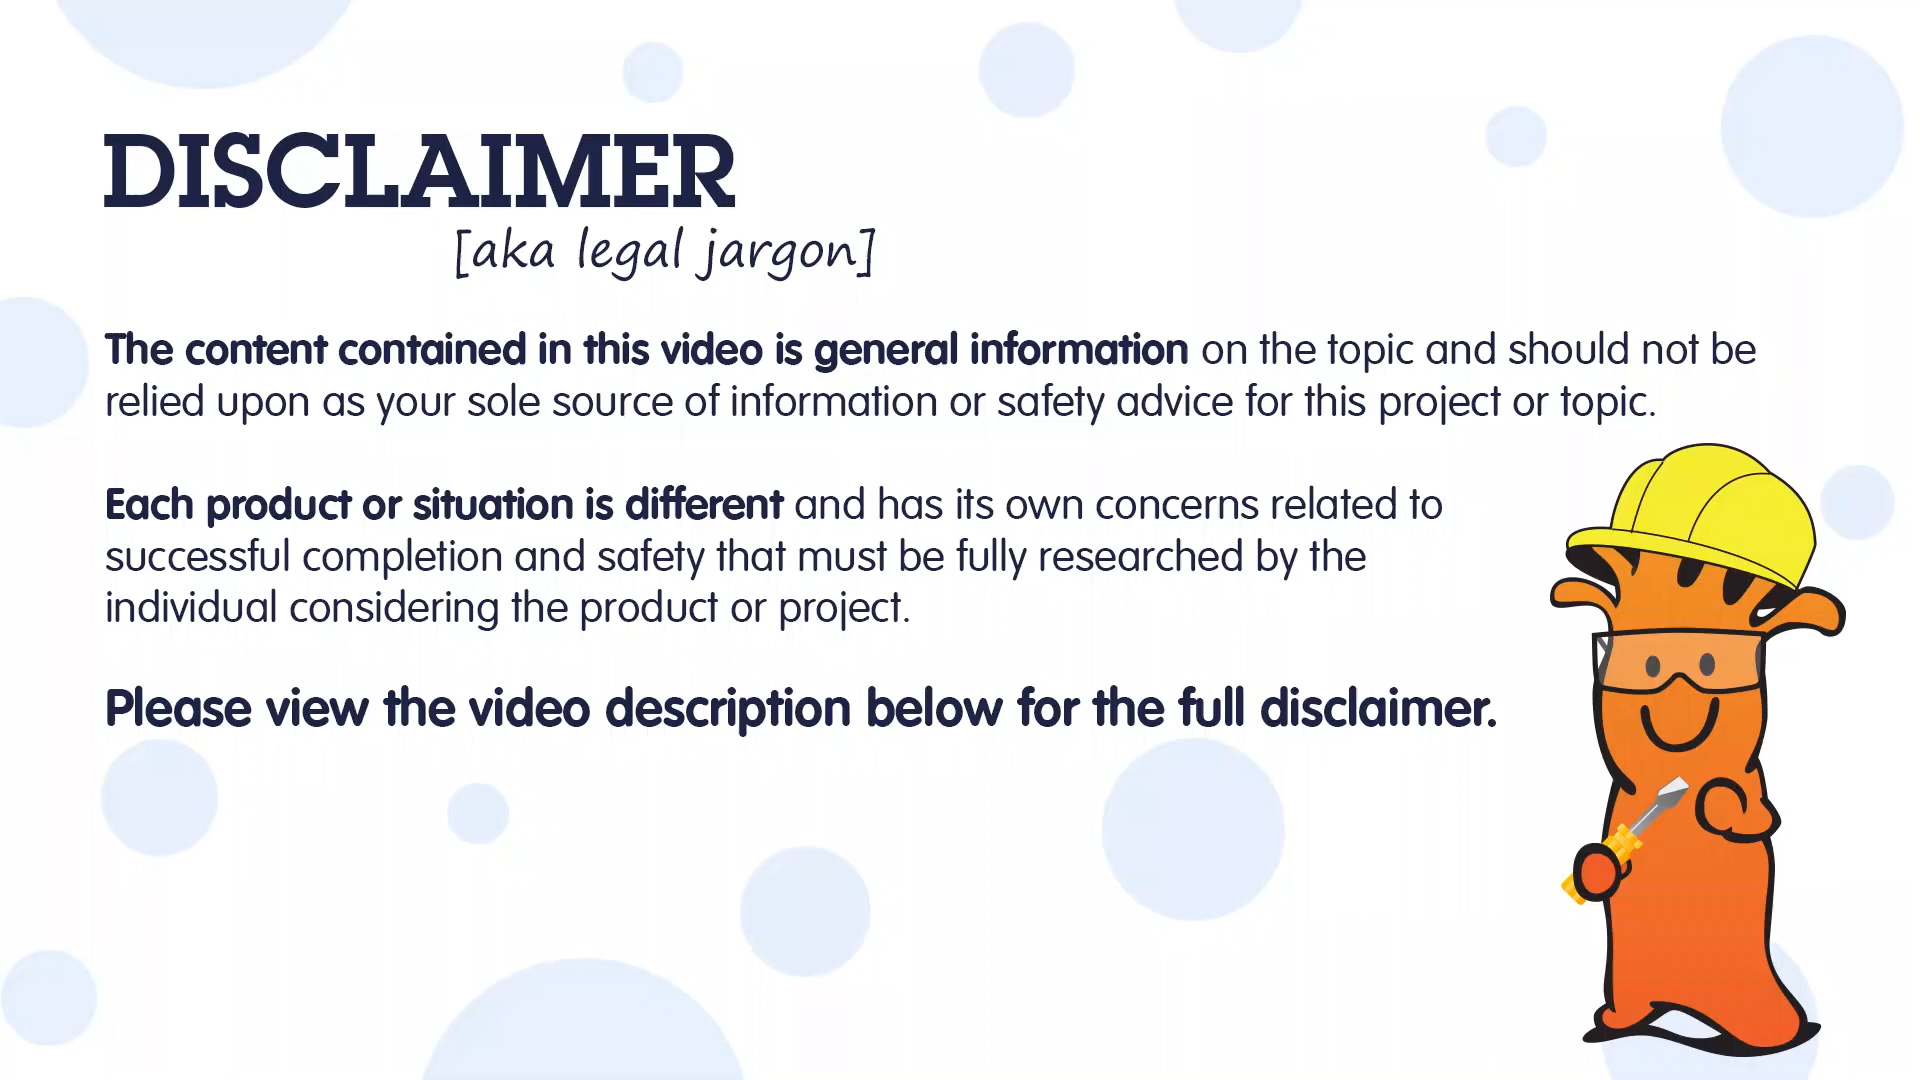 DISCLAIMER
[aka legal jargon]
The content contained in this video is general information on the topic and should not be
relied upon as your sole source of information or safety advice for this project or topic.
Each product or situation is different and has its own concerns related to
successful completion and safety that must be fully researched by the
individual considering the product or project.
Please view the video description below for the full disclaimer.